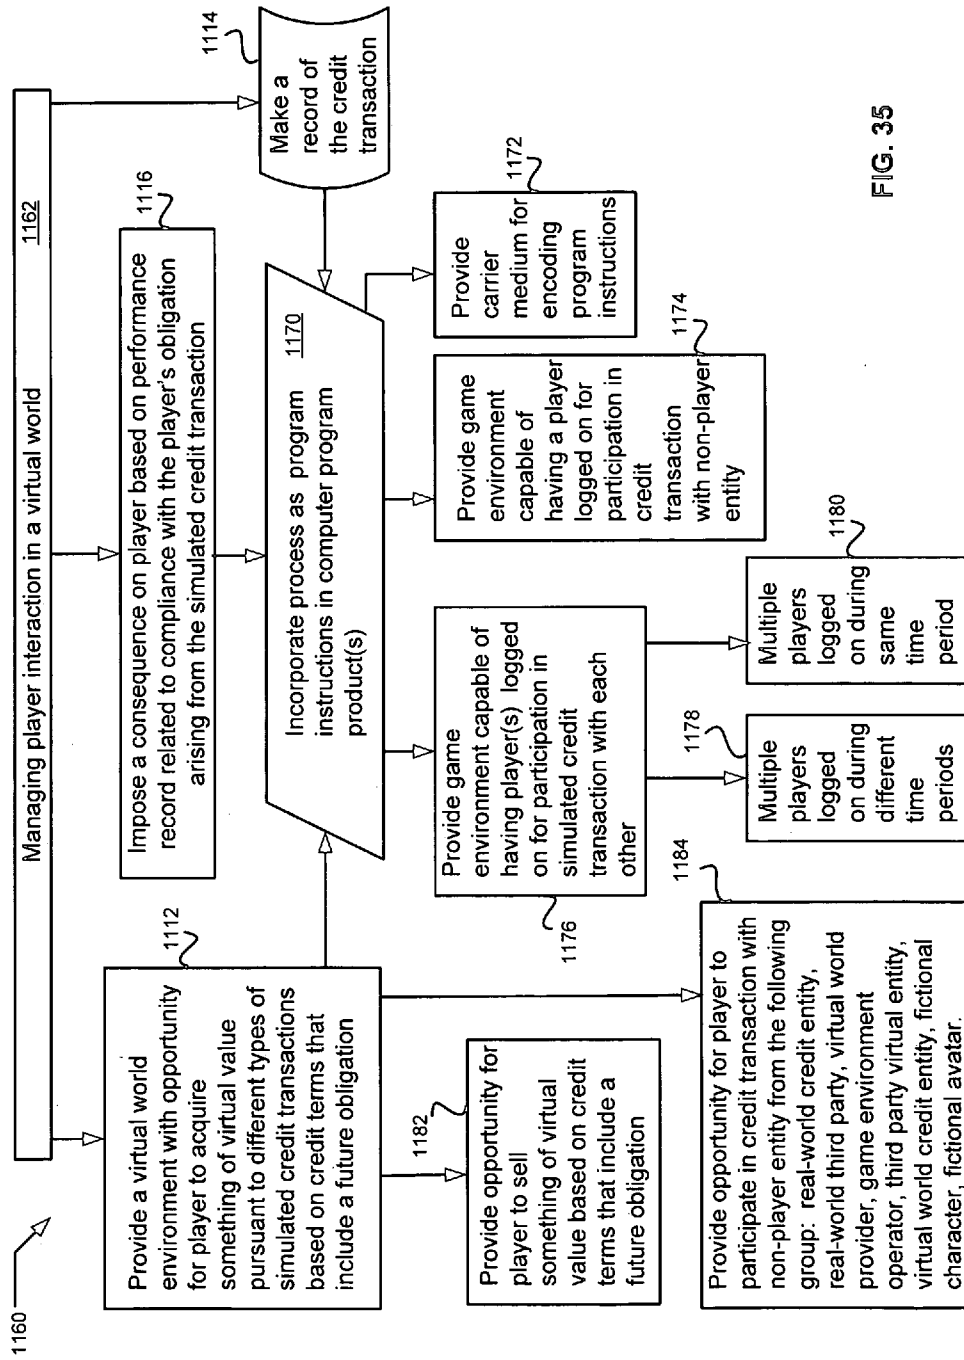 1160
Managing player interaction in a virtual world
1162
1112
Provide a virtual world
environment with opportunity
for player to acquire
something of virtual value
pursuant to different types of
simulated credit transactions
based on credit terms that
include a future obligation
1116
Impose a consequence on player based on performance
record related to compliance with the player's obligation
arising from the simulated credit transaction
1114
Make a
record of
the credit
transaction
1170
Incorporate process as program
instructions in computer program
product(s)
1182
Provide opportunity for
player to sell
something of virtual
value based on credit
terms that include a
future obligation
1176
Provide game
environment capable of
having player(s) logged
on for participation in
simulated credit
transaction with each
other
Provide game
environment capable of
having a player
logged on for
participation in
credit
transaction
with non-player
entity
1174
1172
Provide
carrier
medium for
encoding
program
instructions
1184
Provide opportunity for player to
participate in credit transaction with
non-player entity from the following
group: real-world credit entity,
real-world third party, virtual world
provider, game environment
operator, third party virtual entity,
virtual world credit entity, fictional
character, fictional avatar.
1178
Multiple
players
logged
on during
different
time
periods
1180
Multiple
players
logged
on during
same
time
period
FIG. 35